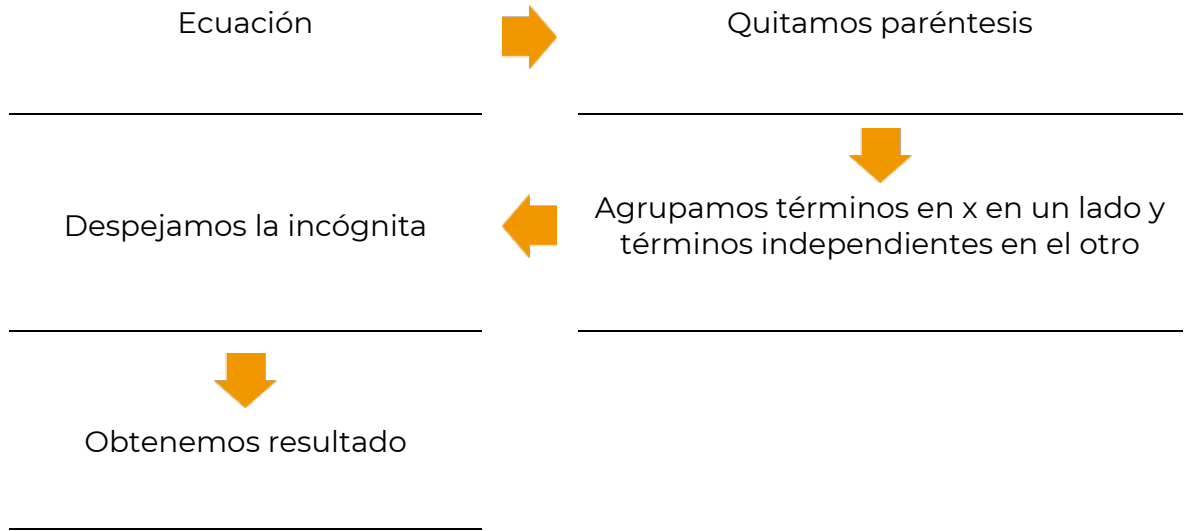 Ecuación
Quitamos paréntesis
Agrupamos términos en x en un lado y
términos independientes en el otro
Despejamos la incógnita
Obtenemos resultado